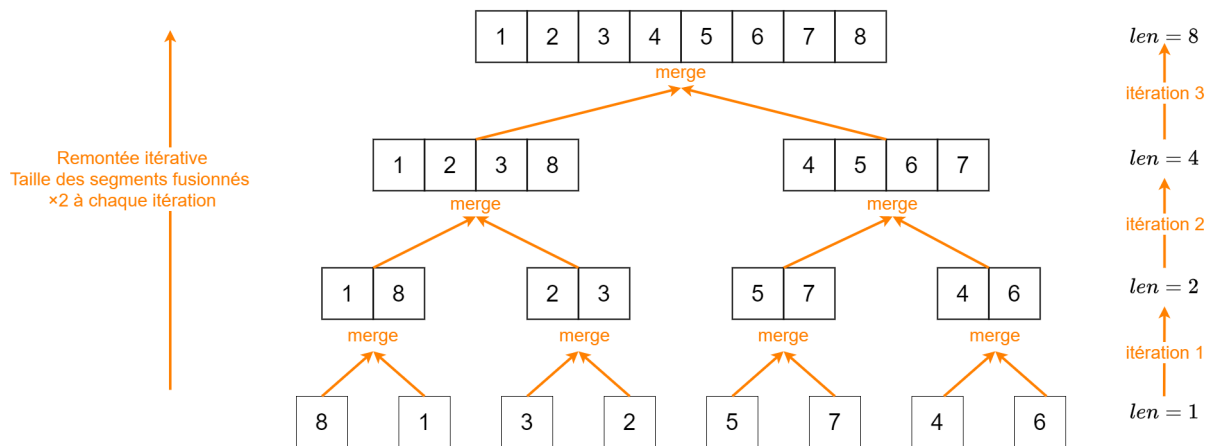 1 2 3 4 5 6 7 8
len = 8
merge
itération 3
Remontée itérative
Taille des segments fusionnés
×2 à chaque itération
1 2 3 8
4 5 6 7
len = 4
merge
merge
itération 2
1 8
2 3
5 7
4 6
len = 2
merge
merge
merge
merge
itération 1
8 1 3 2 5 7 4 6
len = 1